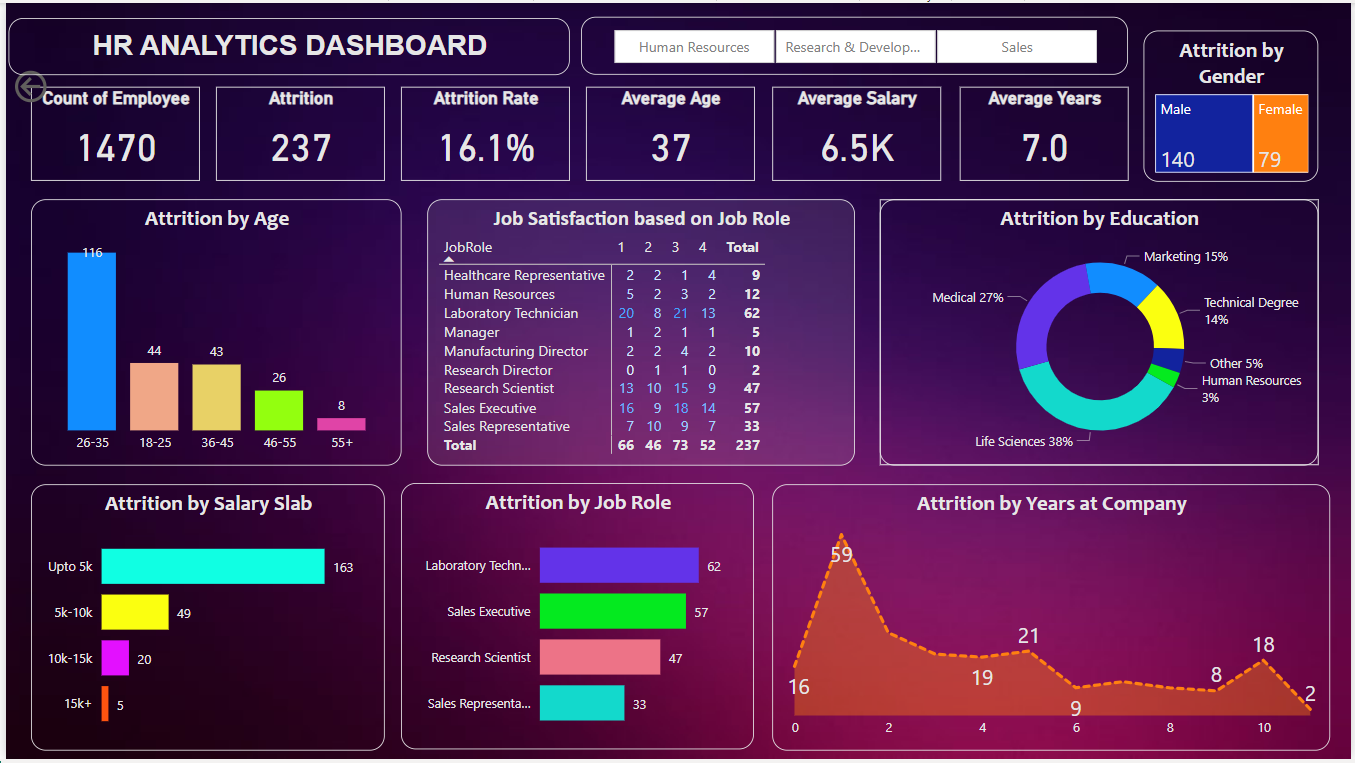 HR ANALYTICS DASHBOARD
Human Resources
Research & Develop...
Sales
Attrition by
Gender
Male
Female
140
79
Count of Employee
1470
Attrition
237
Attrition Rate
16.1%
Average Age
37
Average Salary
6.5K
Average Years
7.0
Attrition by Age
116
44
43
26
8
26-35
18-25
36-45
46-55
55+
Job Satisfaction based on Job Role
JobRole 1 2 3 4 Total
Healthcare Representative 2 2 1 4 9
Human Resources 5 2 3 2 12
Laboratory Technician 20 8 21 13 62
Manager 1 2 1 1 5
Manufacturing Director 2 2 4 2 10
Research Director 0 1 1 0 2
Research Scientist 13 10 15 9 47
Sales Executive 16 9 18 14 57
Sales Representative 7 10 9 7 33
Total 66 46 73 52 237
Attrition by Education
Marketing 15%
Medical 27%
Technical Degree
14%
Other 5%
Human Resources
3%
Life Sciences 38%
Attrition by Salary Slab
Upto 5k 163
5k-10k 49
10k-15k 20
15k+ 5
Attrition by Job Role
Laboratory Techn... 62
Sales Executive 57
Research Scientist 47
Sales Representa... 33
Attrition by Years at Company
59
21
18
16
19
8
2
9
0 2 4 6 8 10